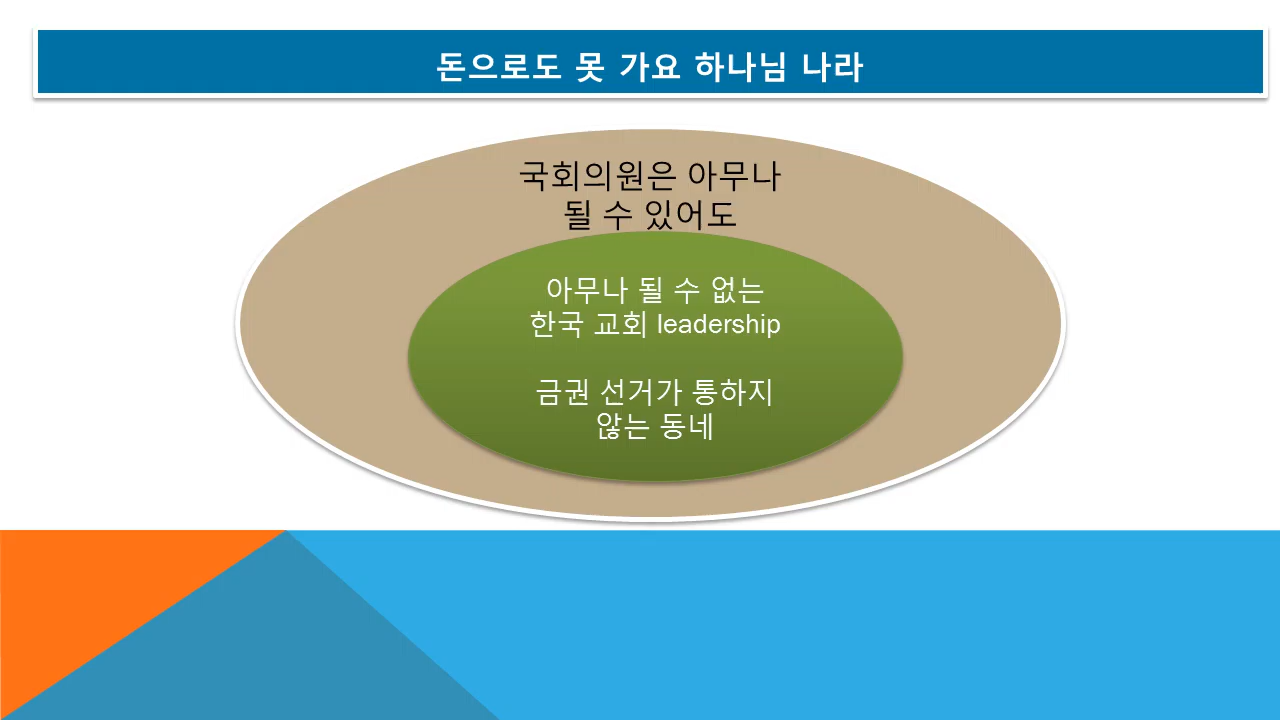 돈으로도 못 가요 하나님 나라
국회의원은 아무나
될 수 있어도
아무나 될 수 없는
한국 교회 leadership
금권 선거가 통하지
않는 동네